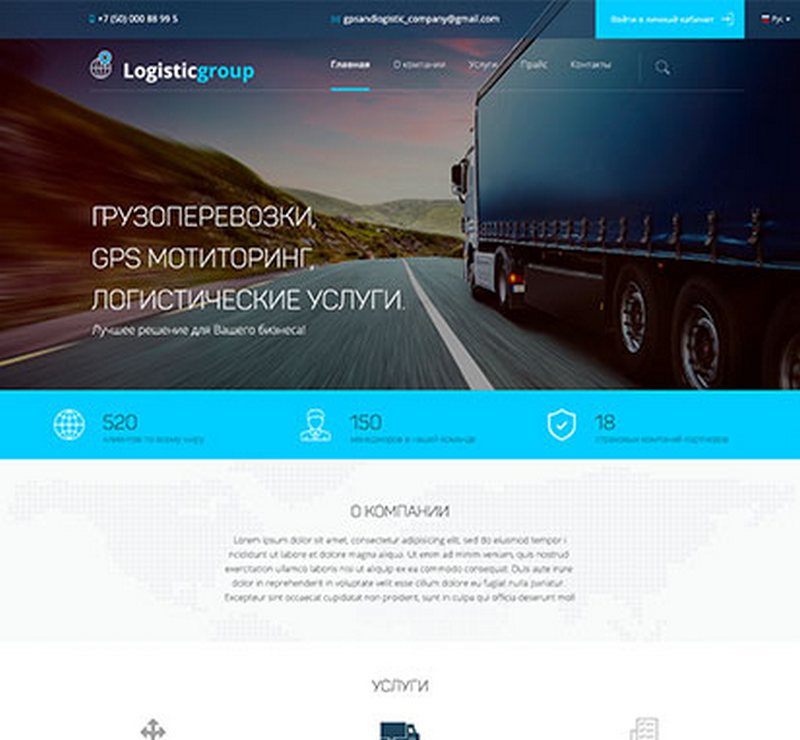 +7 (50) 000 88 99 5
gpsandlogistic_company@gmail.com
Войти в личный кабинет
Рус
Logisticgroup
Главная
О компании
Услуги
Прайс
Контакты
ГРУЗОПЕРЕВОЗКИ,
GPS МОТИТОРИНГ,
ЛОГИСТИЧЕСКИЕ УСЛУГИ.
Лучшее решение для Вашего бизнеса!
520
клиентов по всему миру
150
менеджеров в нашей команде
18
страховых компаний-партнеров
О КОМПАНИИ
Lorem ipsum dolor sit amet, consectetur adipisicing elit, sed do eiusmod tempor i
ncididunt ut labore et dolore magna aliqua. Ut enim ad minim veniam, quis nostrud
exercitation ullamco laboris nisi ut aliquip ex ea commodo consequat. Duis aute irure
dolor in reprehenderit in voluptate velit esse cillum dolore eu fugiat nulla pariatur.
Excepteur sint occaecat cupidatat non proident, sunt in culpa qui officia deserunt moll
УСЛУГИ